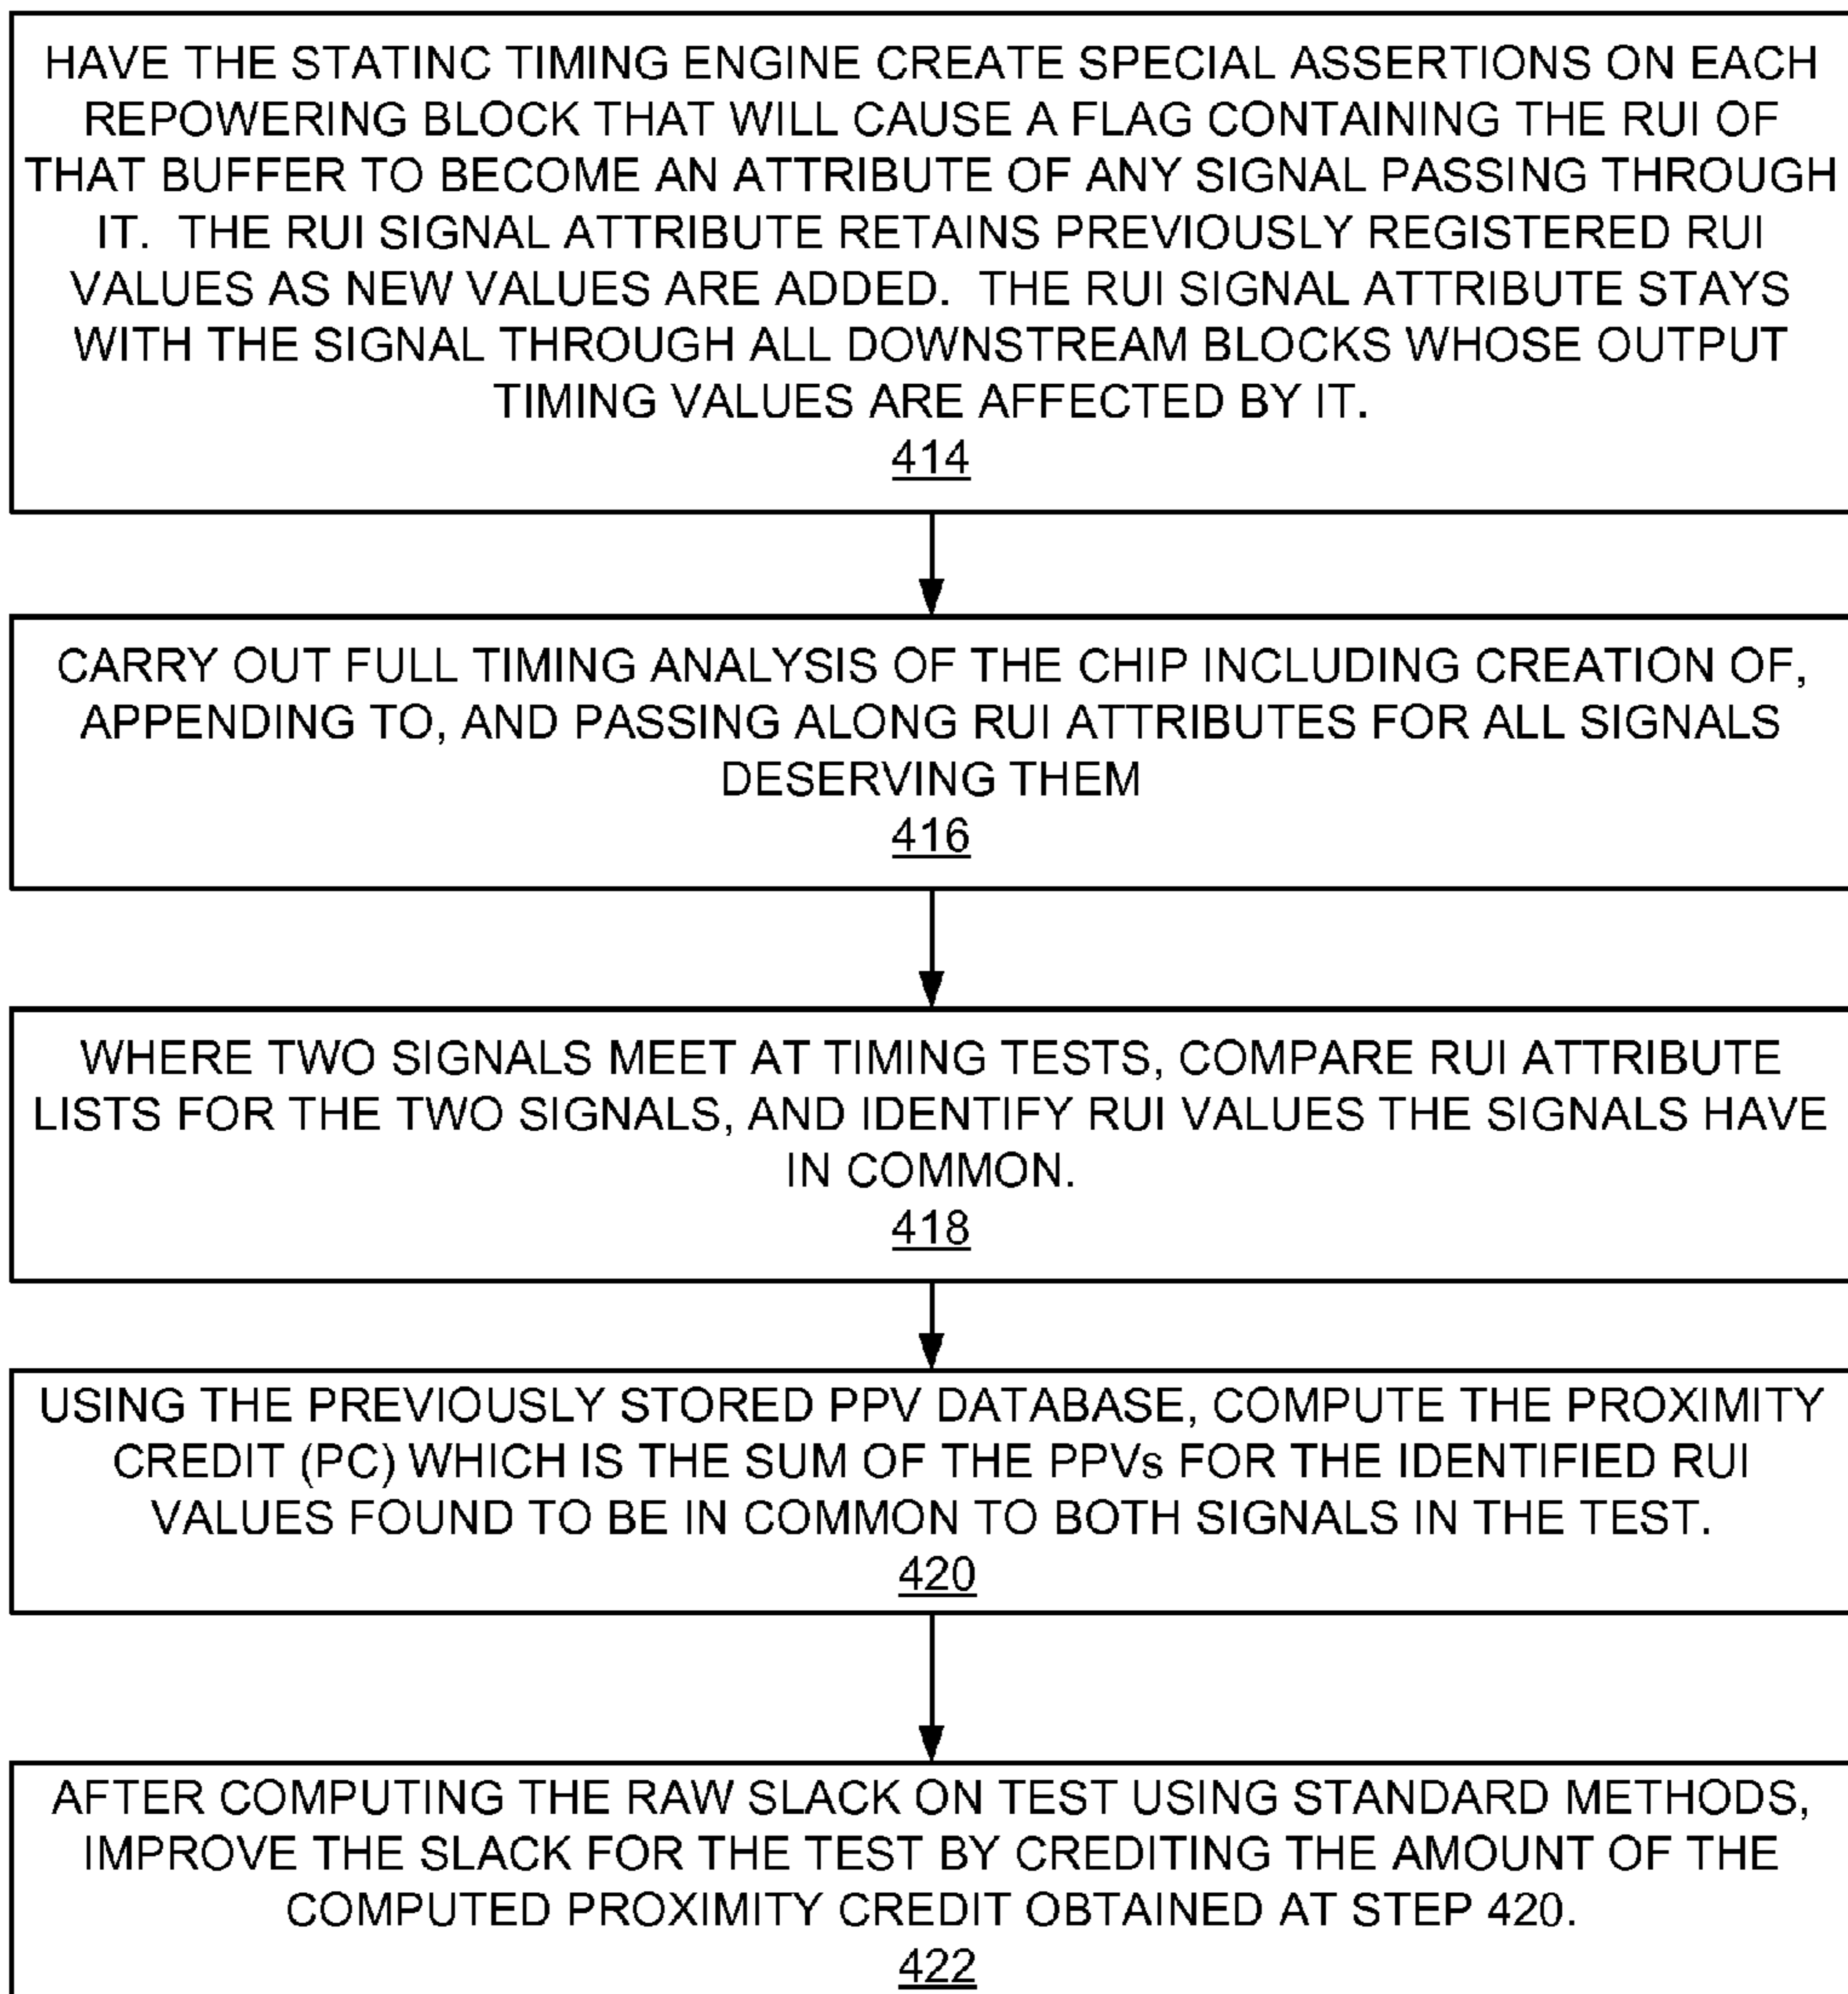 HAVE THE STATINC TIMING ENGINE CREATE SPECIAL ASSERTIONS ON EACH
REPOWERING BLOCK THAT WILL CAUSE A FLAG CONTAINING THE RUI OF
THAT BUFFER TO BECOME AN ATTRIBUTE OF ANY SIGNAL PASSING THROUGH
IT. THE RUI SIGNAL ATTRIBUTE RETAINS PREVIOUSLY REGISTERED RUI
VALUES AS NEW VALUES ARE ADDED. THE RUI SIGNAL ATTRIBUTE STAYS
WITH THE SIGNAL THROUGH ALL DOWNSTREAM BLOCKS WHOSE OUTPUT
TIMING VALUES ARE AFFECTED BY IT.
414
CARRY OUT FULL TIMING ANALYSIS OF THE CHIP INCLUDING CREATION OF,
APPENDING TO, AND PASSING ALONG RUI ATTRIBUTES FOR ALL SIGNALS
DESERVING THEM
416
WHERE TWO SIGNALS MEET AT TIMING TESTS, COMPARE RUI ATTRIBUTE
LISTS FOR THE TWO SIGNALS, AND IDENTIFY RUI VALUES THE SIGNALS HAVE
IN COMMON.
418
USING THE PREVIOUSLY STORED PPV DATABASE, COMPUTE THE PROXIMITY
CREDIT (PC) WHICH IS THE SUM OF THE PPVs FOR THE IDENTIFIED RUI
VALUES FOUND TO BE IN COMMON TO BOTH SIGNALS IN THE TEST.
420
AFTER COMPUTING THE RAW SLACK ON TEST USING STANDARD METHODS,
IMPROVE THE SLACK FOR THE TEST BY CREDITING THE AMOUNT OF THE
COMPUTED PROXIMITY CREDIT OBTAINED AT STEP 420.
422